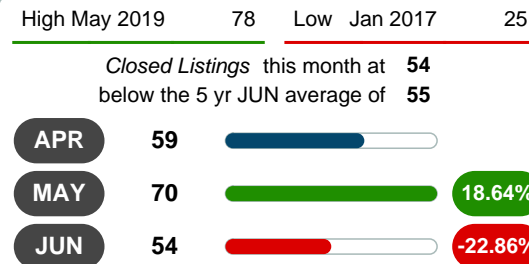 High May 2019 78 Low Jan 2017 25
Closed Listings this month at 54
below the 5 yr JUN average of 55
APR 59
MAY 70 18.64%
JUN 54 -22.86%